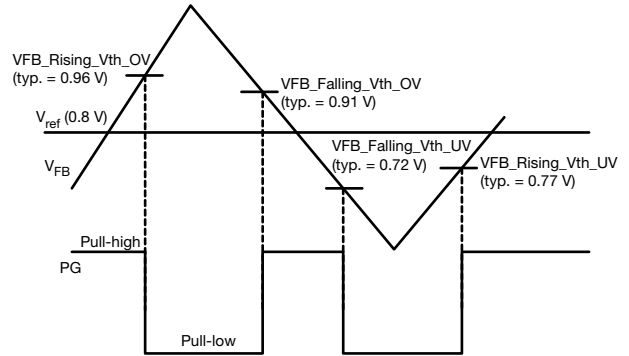 VFB_Rising_Vth_OV
(typ. = 0.96 V)
VFB_Falling_Vth_OV
(typ. = 0.91 V)
Vref (0.8 V)
VFB_Falling_Vth_UV
(typ. = 0.72 V)
VFB_Rising_Vth_UV
(typ. = 0.77 V)
VFB
Pull-high
PG
Pull-low